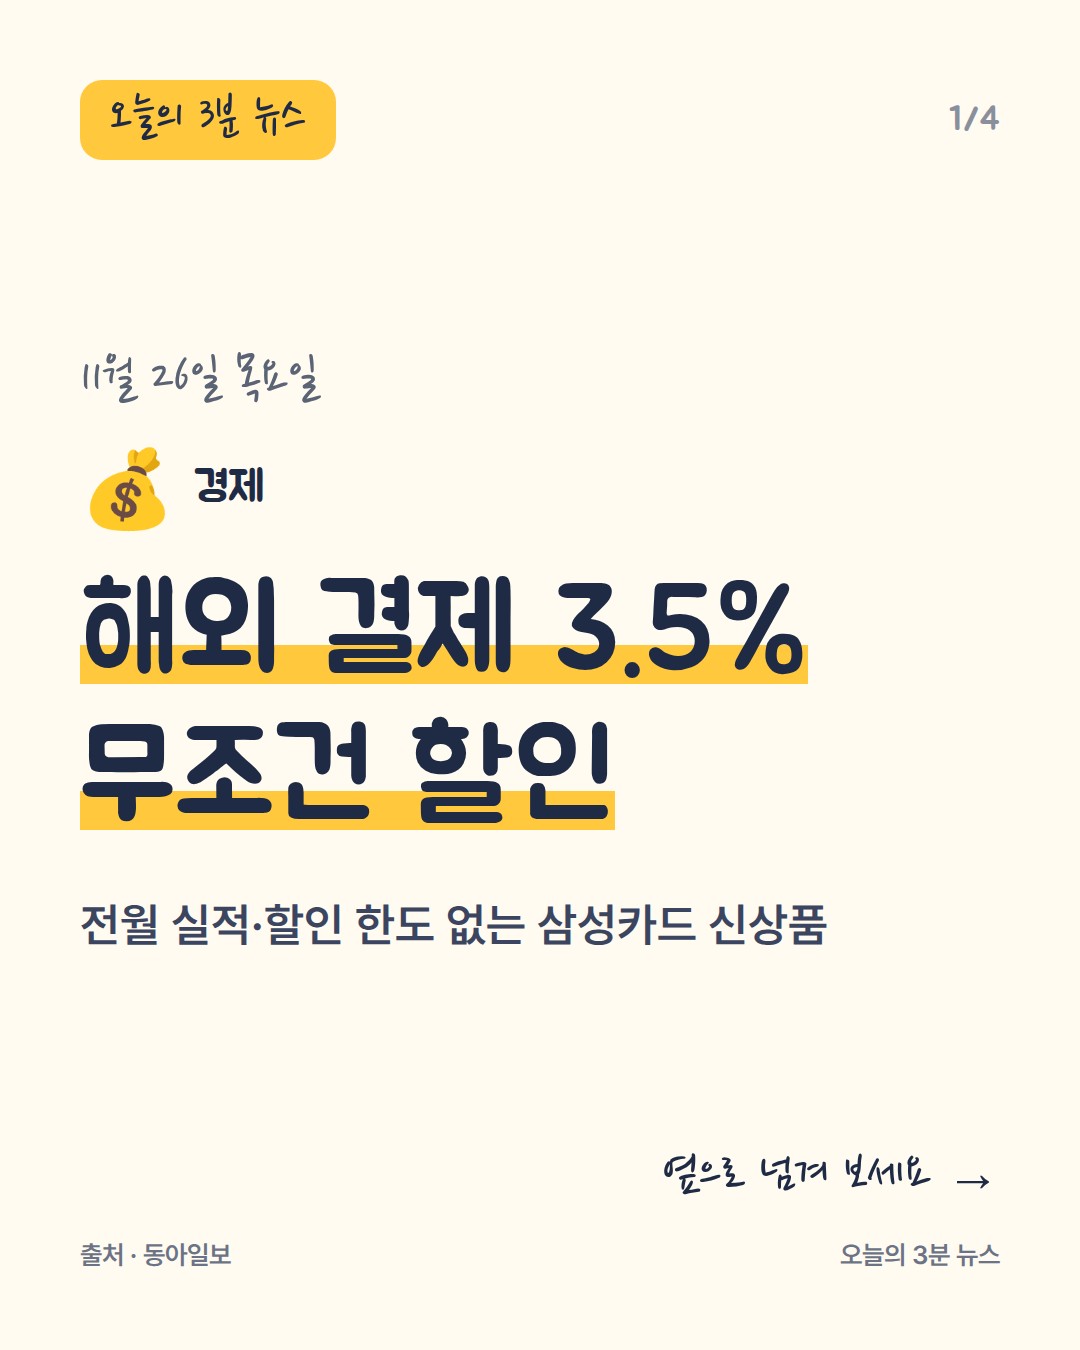 오늘의 3분 뉴스
1/4
11월 26일 목요일
경제
해외 결제 3.5%
무조건 할인
전월 실적·할인 한도 없는 삼성카드 신상품
옆으로 넘겨 보세요 →
출처 · 동아일보
오늘의 3분 뉴스